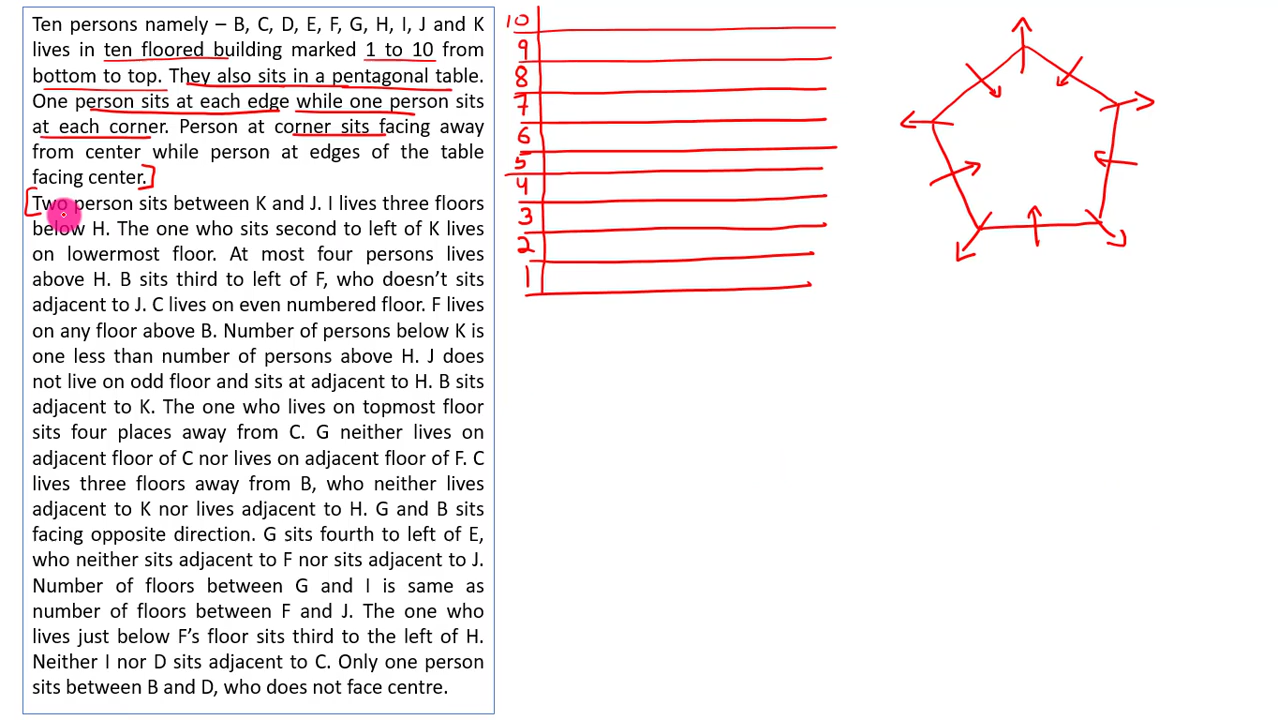 Ten persons namely – B, C, D, E, F, G, H, I, J and K
lives in ten floored building marked 1 to 10 from
bottom to top. They also sits in a pentagonal table.
One person sits at each edge while one person sits
at each corner. Person at corner sits facing away
from center while person at edges of the table
facing center.
Two person sits between K and J. I lives three floors
below H. The one who sits second to left of K lives
on lowermost floor. At most four persons lives
above H. B sits third to left of F, who doesn't sits
adjacent to J. C lives on even numbered floor. F lives
on any floor above B. Number of persons below K is
one less than number of persons above H. J does
not live on odd floor and sits at adjacent to H. B sits
adjacent to K. The one who lives on topmost floor
sits four places away from C. G neither lives on
adjacent floor of C nor lives on adjacent floor of F. C
lives three floors away from B, who neither lives
adjacent to K nor lives adjacent to H. G and B sits
facing opposite direction. G sits fourth to left of E,
who neither sits adjacent to F nor sits adjacent to J.
Number of floors between G and I is same as
number of floors between F and J. The one who
lives just below F's floor sits third to the left of H.
Neither I nor D sits adjacent to C. Only one person
sits between B and D, who does not face centre.
10
9
8
7
6
5
4
3
2
1